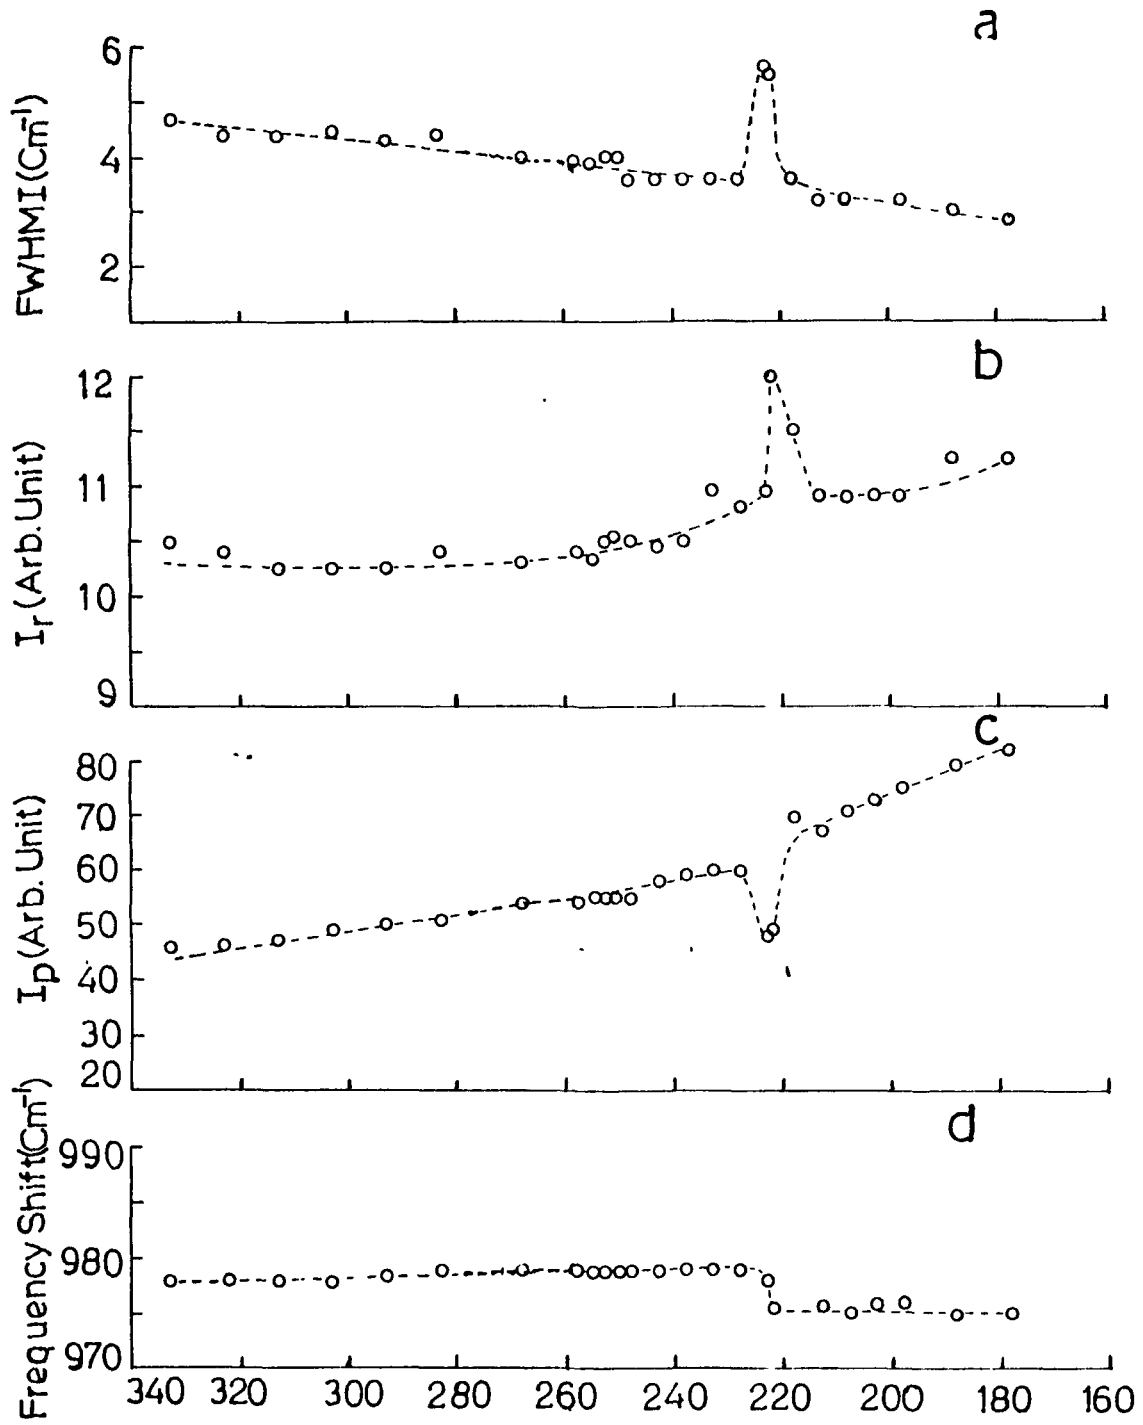 a
6
4
2
FWHMI(Cm⁻¹)
b
12
11
10
9
Ir(Arb.Unit)
c
80
70
60
50
40
30
20
Ip(Arb. Unit)
d
990
980
970
Frequency Shift(Cm⁻¹)
340 320 300 280 260 240 220 200 180 160